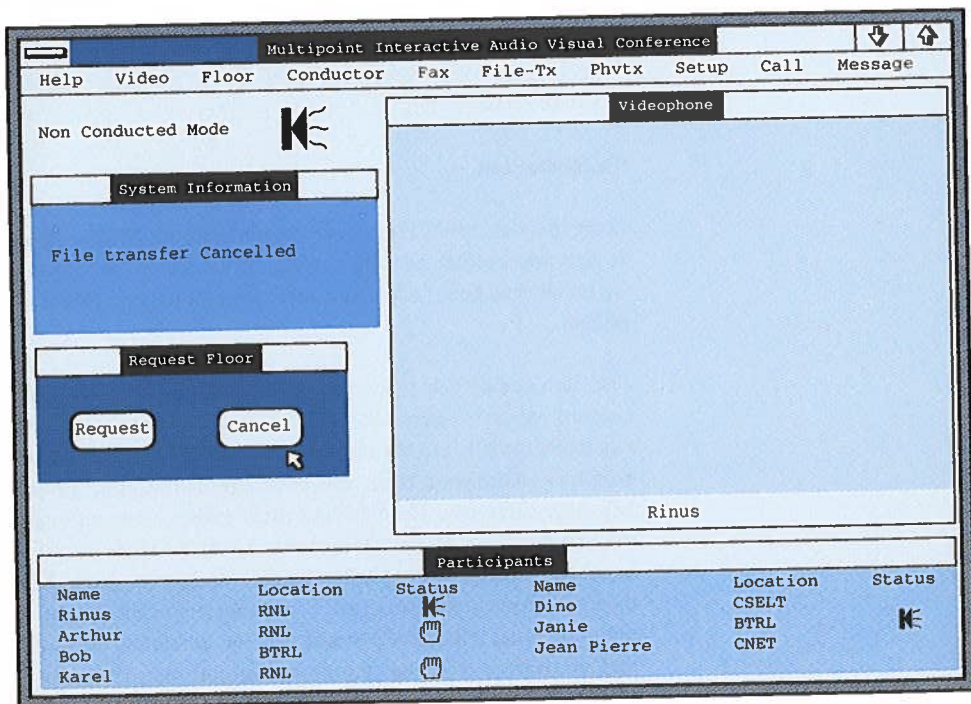 Multipoint Interactive Audio Visual Conference
Help Video Floor Conductor Fax File-Tx Phvtx Setup Call Message
Non Conducted Mode
Videophone
System Information
File transfer Cancelled
Request Floor
Request Cancel
Rinus
Participants
Name Location Status Name Location Status
Rinus RNL Dino CSELT
Arthur RNL Janie BTRL
Bob BTRL Jean Pierre CNET
Karel RNL